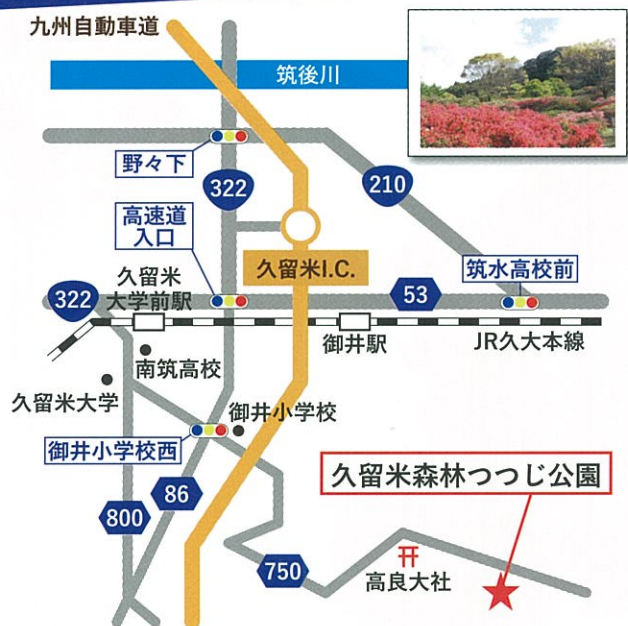 九州自動車道
筑後川
野々下
322
210
高速道
入口
久留米I.C.
筑水高校前
322
久留米
大学前駅
53
御井駅
JR久大本線
南筑高校
久留米大学
御井小学校
御井小学校西
久留米森林つつじ公園
86
800
750
高良大社